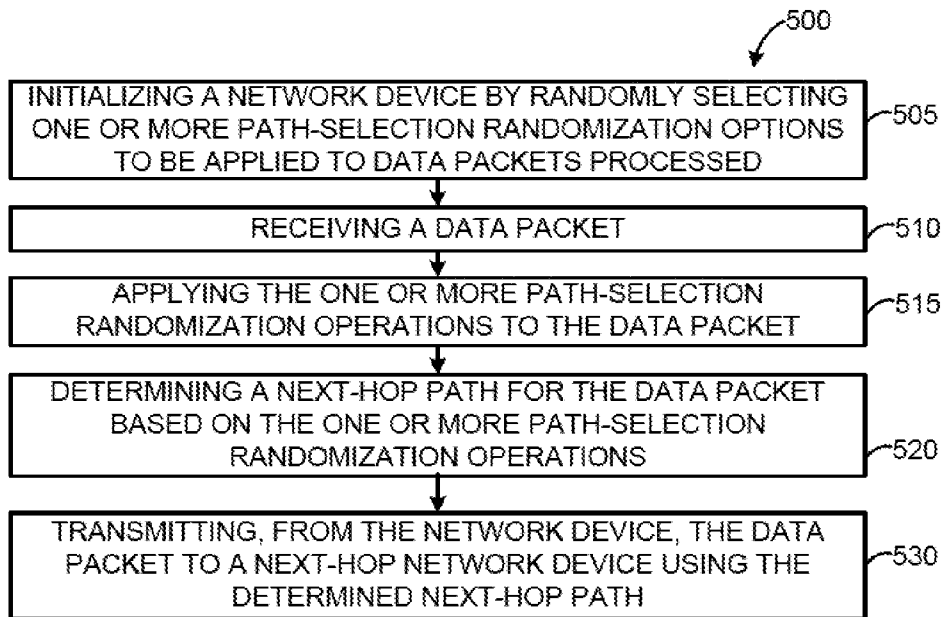 500
INITIALIZING A NETWORK DEVICE BY RANDOMLY SELECTING
ONE OR MORE PATH-SELECTION RANDOMIZATION OPTIONS
TO BE APPLIED TO DATA PACKETS PROCESSED
505
RECEIVING A DATA PACKET
510
APPLYING THE ONE OR MORE PATH-SELECTION
RANDOMIZATION OPERATIONS TO THE DATA PACKET
515
DETERMINING A NEXT-HOP PATH FOR THE DATA PACKET
BASED ON THE ONE OR MORE PATH-SELECTION
RANDOMIZATION OPERATIONS
520
TRANSMITTING, FROM THE NETWORK DEVICE, THE DATA
PACKET TO A NEXT-HOP NETWORK DEVICE USING THE
DETERMINED NEXT-HOP PATH
530